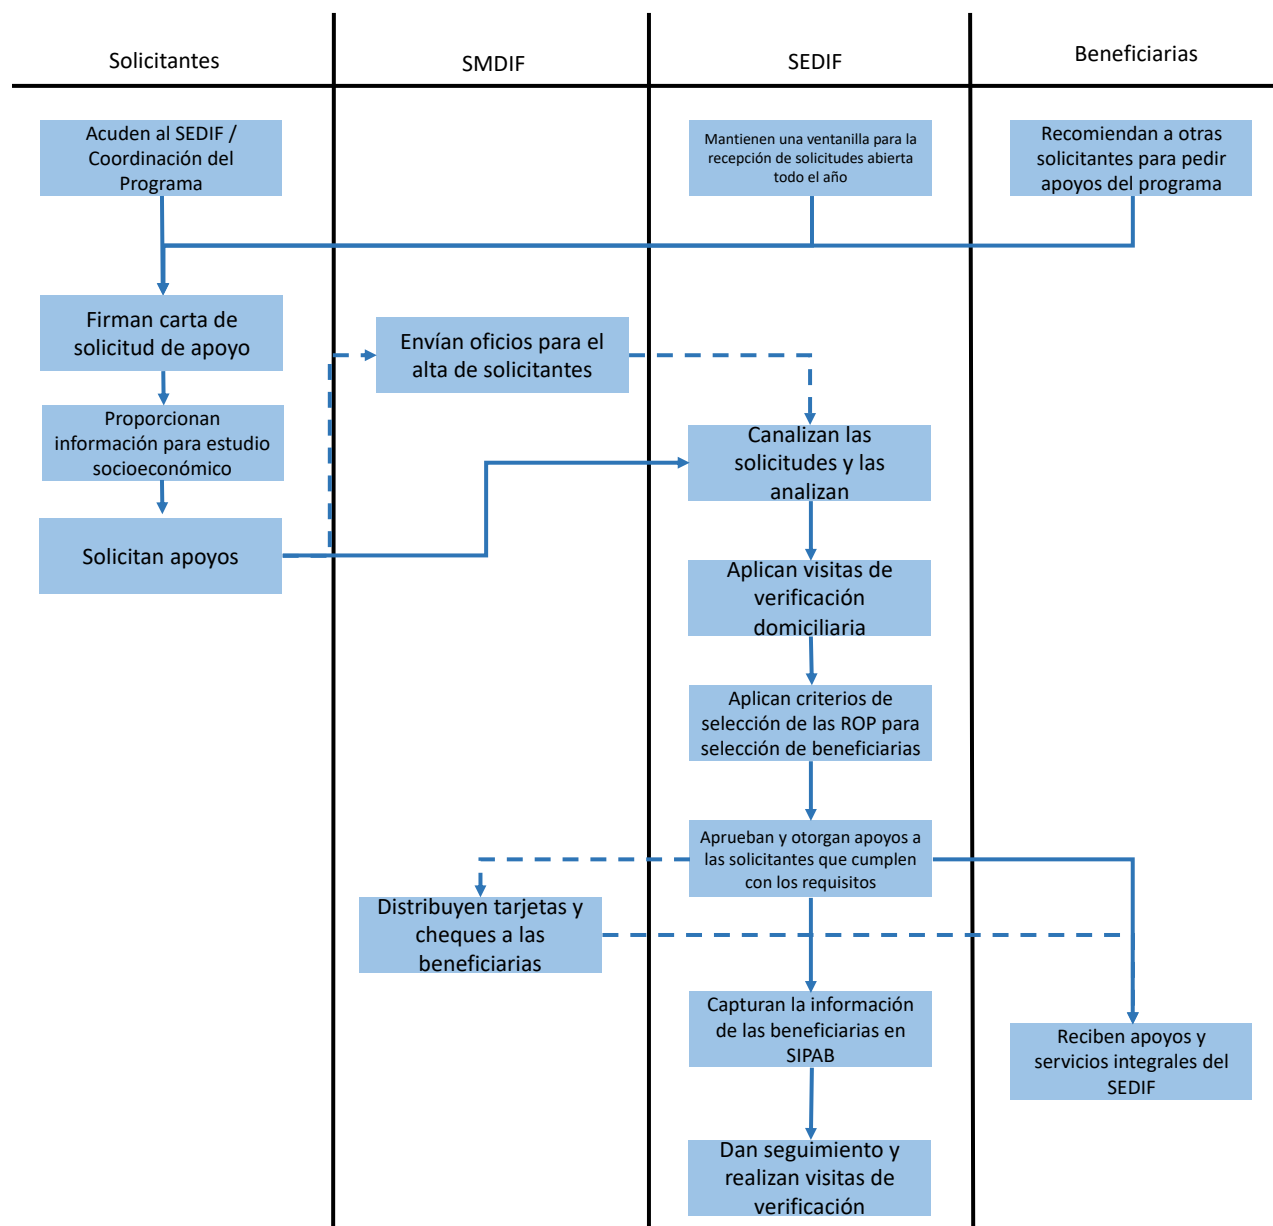 Solicitantes
SMDIF
SEDIF
Beneficiarias
Acuden al SEDIF /
Coordinación del
Programa
Mantienen una ventanilla para la
recepción de solicitudes abierta
todo el año
Recomiendan a otras
solicitantes para pedir
apoyos del programa
Firman carta de
solicitud de apoyo
Envían oficios para el
alta de solicitantes
Proporcionan
información para estudio
socioeconómico
Canalizan las
solicitudes y las
analizan
Solicitan apoyos
Aplican visitas de
verificación
domiciliaria
Aplican criterios de
selección de las ROP para
selección de beneficiarias
Aprueban y otorgan apoyos a
las solicitantes que cumplen
con los requisitos
Distribuyen tarjetas y
cheques a las
beneficiarias
Capturan la información
de las beneficiarias en
SIPAB
Reciben apoyos y
servicios integrales del
SEDIF
Dan seguimiento y
realizan visitas de
verificación